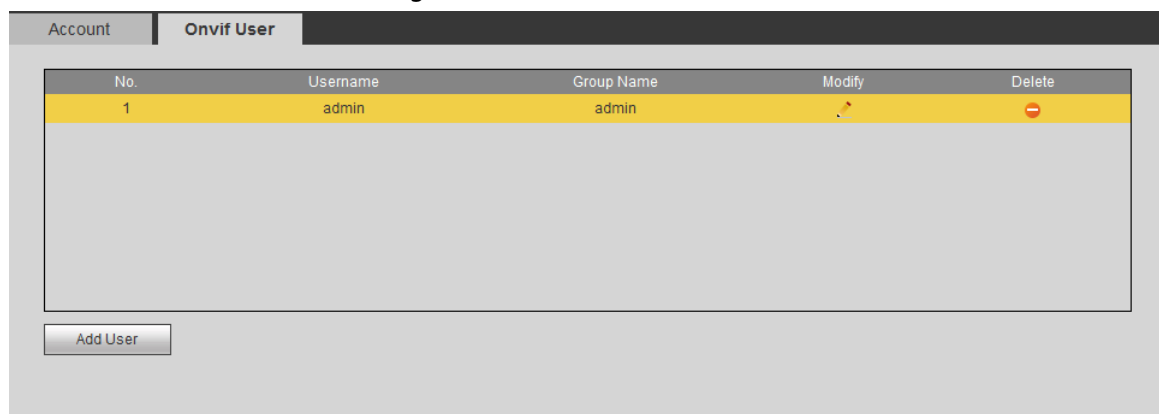 Account Onvif User
No. Username Group Name Modify Delete
1 admin admin
Add User